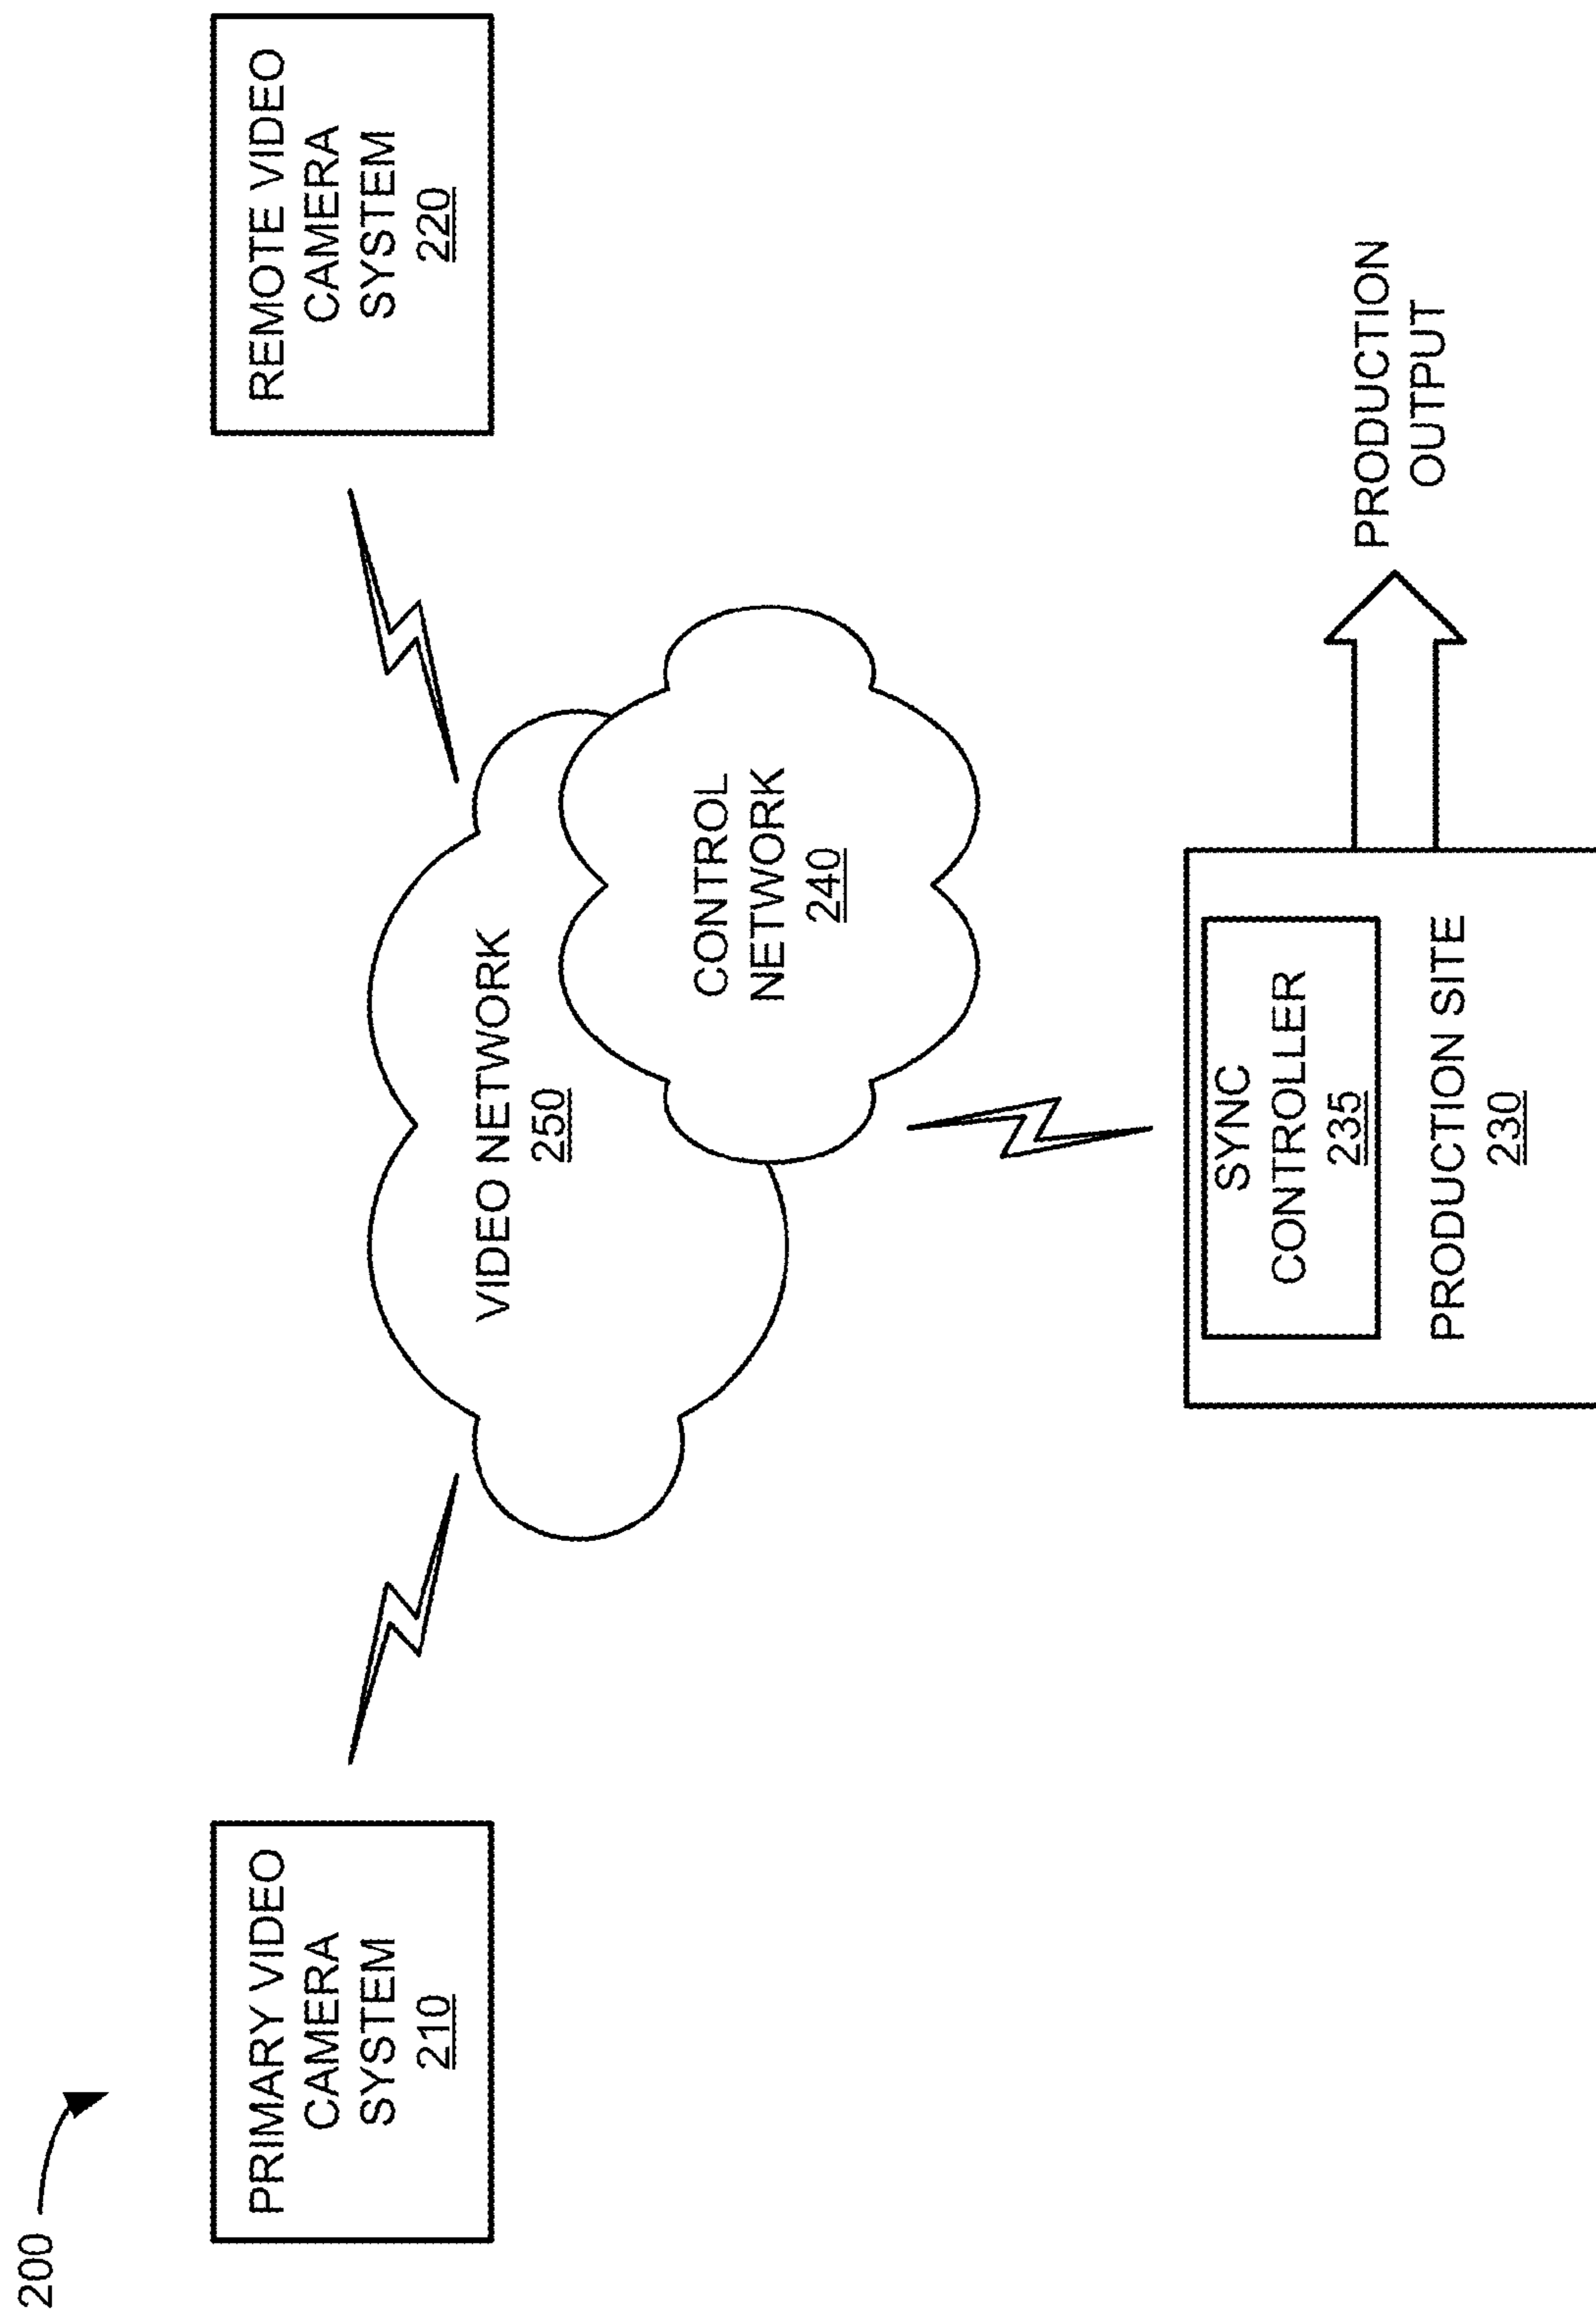 200
PRIMARY VIDEO
CAMERA
SYSTEM
210
REMOTE VIDEO
CAMERA
SYSTEM
220
VIDEO NETWORK
250
CONTROL
NETWORK
240
SYNC
CONTROLLER
235
PRODUCTION SITE
230
PRODUCTION
OUTPUT